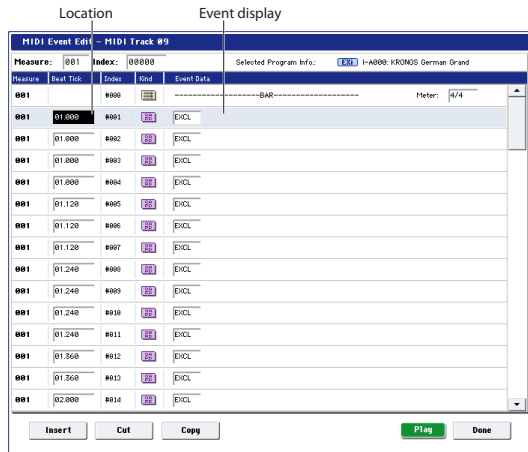 Location Event display
MIDI Event Edit - MIDI Track 09
Measure: 001 Index: 00000 Selected Program Info: EXi I-A000: KRONOS German Grand
Measure Beat Tick Index Kind Event Data
001 #000 --------------------BAR-------------------- Meter: 4/4
001 01.000 #001 EXCL
001 01.000 #002 EXCL
001 01.000 #003 EXCL
001 01.000 #004 EXCL
001 01.120 #005 EXCL
001 01.120 #006 EXCL
001 01.120 #007 EXCL
001 01.240 #008 EXCL
001 01.240 #009 EXCL
001 01.240 #010 EXCL
001 01.240 #011 EXCL
001 01.360 #012 EXCL
001 01.360 #013 EXCL
001 02.000 #014 EXCL
Insert Cut Copy Play Done